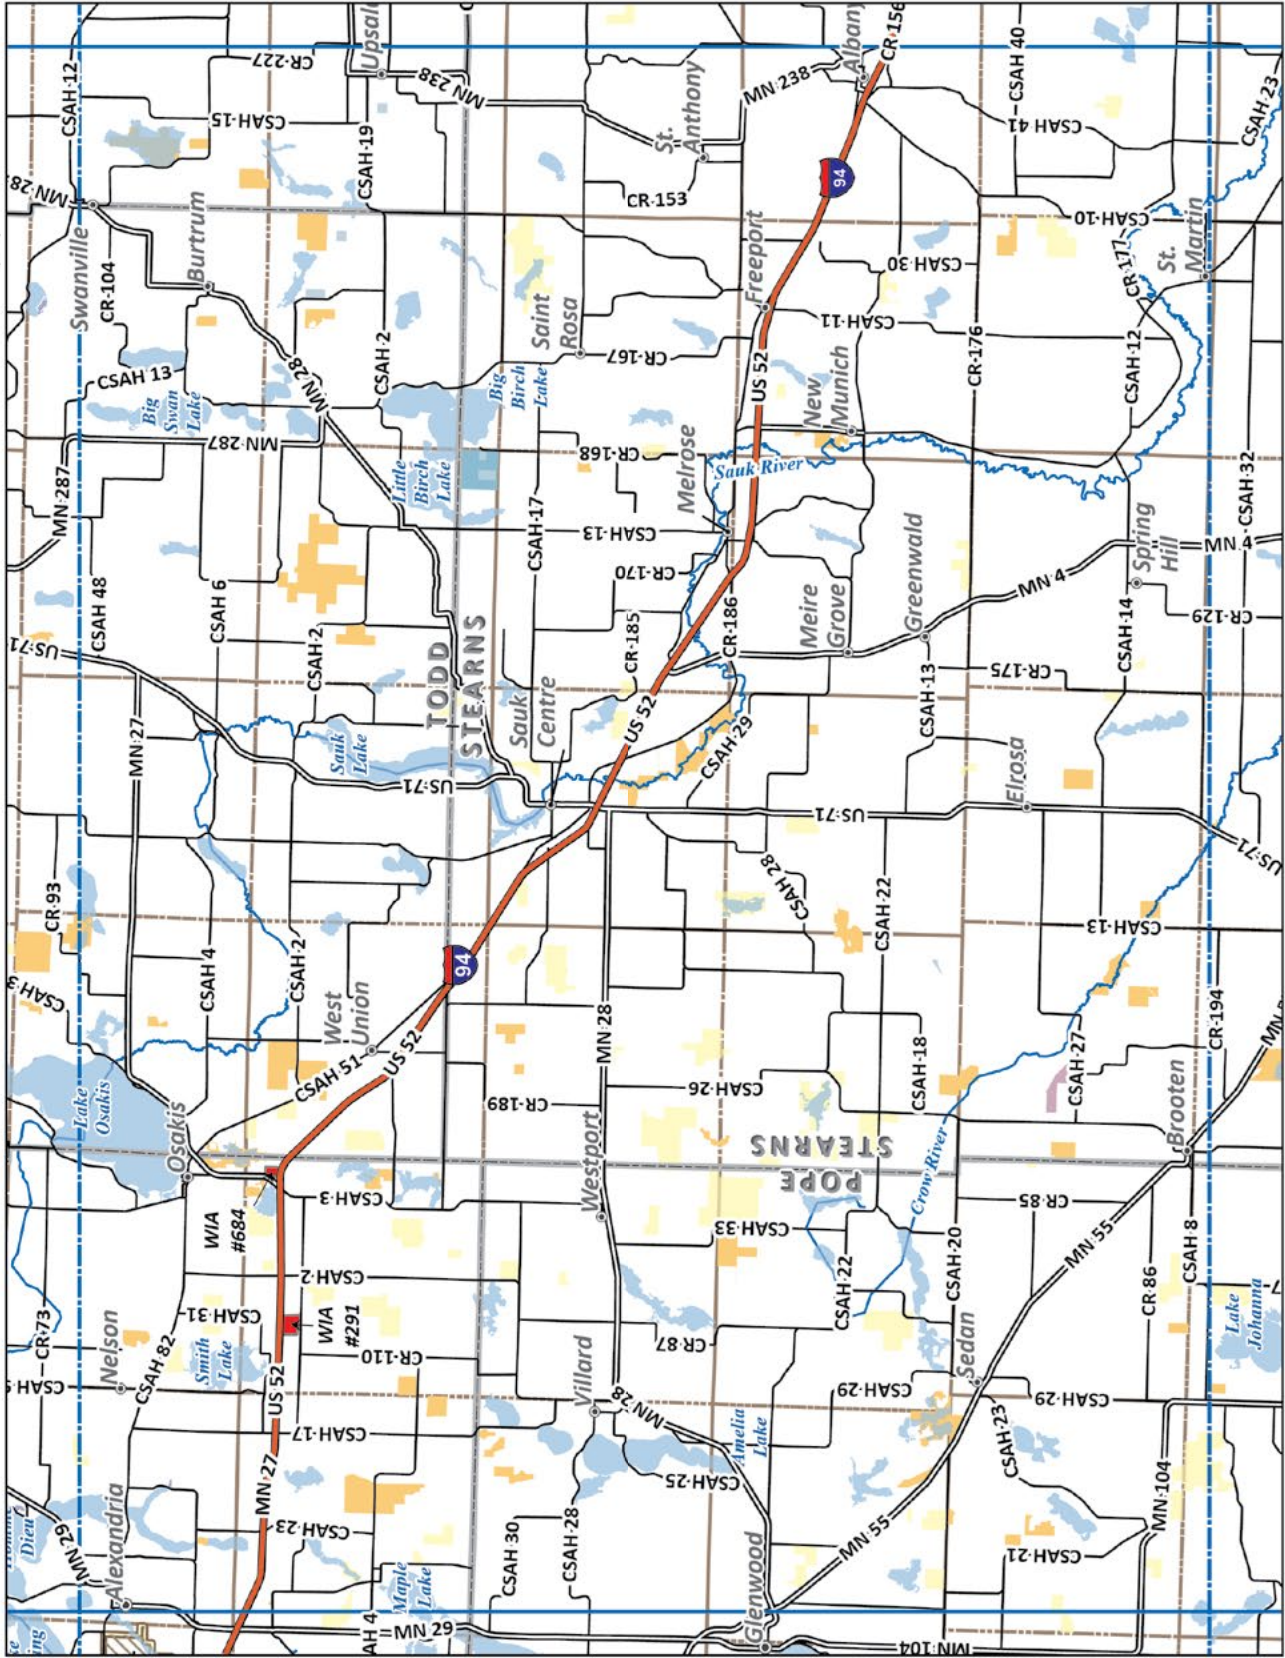 Dieu
MN 29
Alexandria
CSAH 9
Nelson
CR 73
CSAH 82
Osakis
Lake
Osakis
CSAH 3
CR 93
MN 27
US 71
CSAH 48
MN 287
Swanville
MN 28
CSAH 12
CR 104
CSAH 13
Big
Swan
Lake
Burtrum
CSAH 15
CR 227
Smith
Lake
CSAH 31
WIA
#684
CSAH 4
CSAH 6
MN 287
MN 27
US 52
CSAH 23
CSAH 17
CSAH 2
WIA
#291
CSAH 3
CSAH 51
CSAH 2
West
Union
CSAH 2
Sauk
Lake
MN 28
CSAH 2
CSAH 19
Upsala
AH 4
Maple
Lake
MN 29
CR 110
US 52
94
US 71
TODD
STEARNS
Little
Birch
Lake
Big
Birch
Lake
MN 238
CSAH 30
CSAH 28
Villard
Westport
CR 189
Sauk
Centre
CSAH 17
CSAH 13
CR 168
Saint
Rosa
CR 167
MN 28
CSAH 25
Amelia
Lake
CR 87
CSAH 33
MN 28
CSAH 26
US 52
CR 185
CR 170
CR 153
St.
Anthony
MN 238
Glenwood
POPE
STEARNS
CSAH 28
CSAH 29
CR 186
Melrose
Sauk River
US 52
Freeport
94
Albany
CR 156
MN 55
CSAH 29
CSAH 22
CSAH 22
US 71
Meire
Grove
New
Munich
CSAH 11
CSAH 30
MN 104
Crow River
CSAH 20
CSAH 18
CSAH 13
Greenwald
CR 176
Sedan
CSAH 23
CSAH 29
CSAH 21
CR 85
MN 55
CSAH 27
Elrosa
CR 175
MN 4
CSAH 41
CSAH 40
MN 104
CR 86
CSAH 8
Brooten
CSAH 13
CSAH 14
Spring
Hill
CSAH 12
CR 177
CSAH 10
St.
Martin
Lake
Johanna
CR 194
US 71
CR 129
MN 4
CSAH 32
CSAH 23